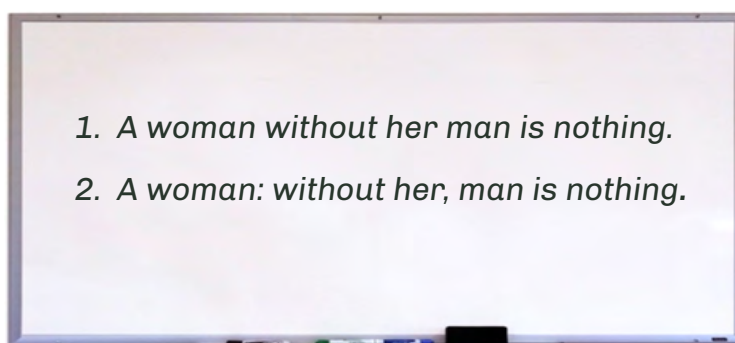 1. A woman without her man is nothing.
2. A woman: without her, man is nothing.